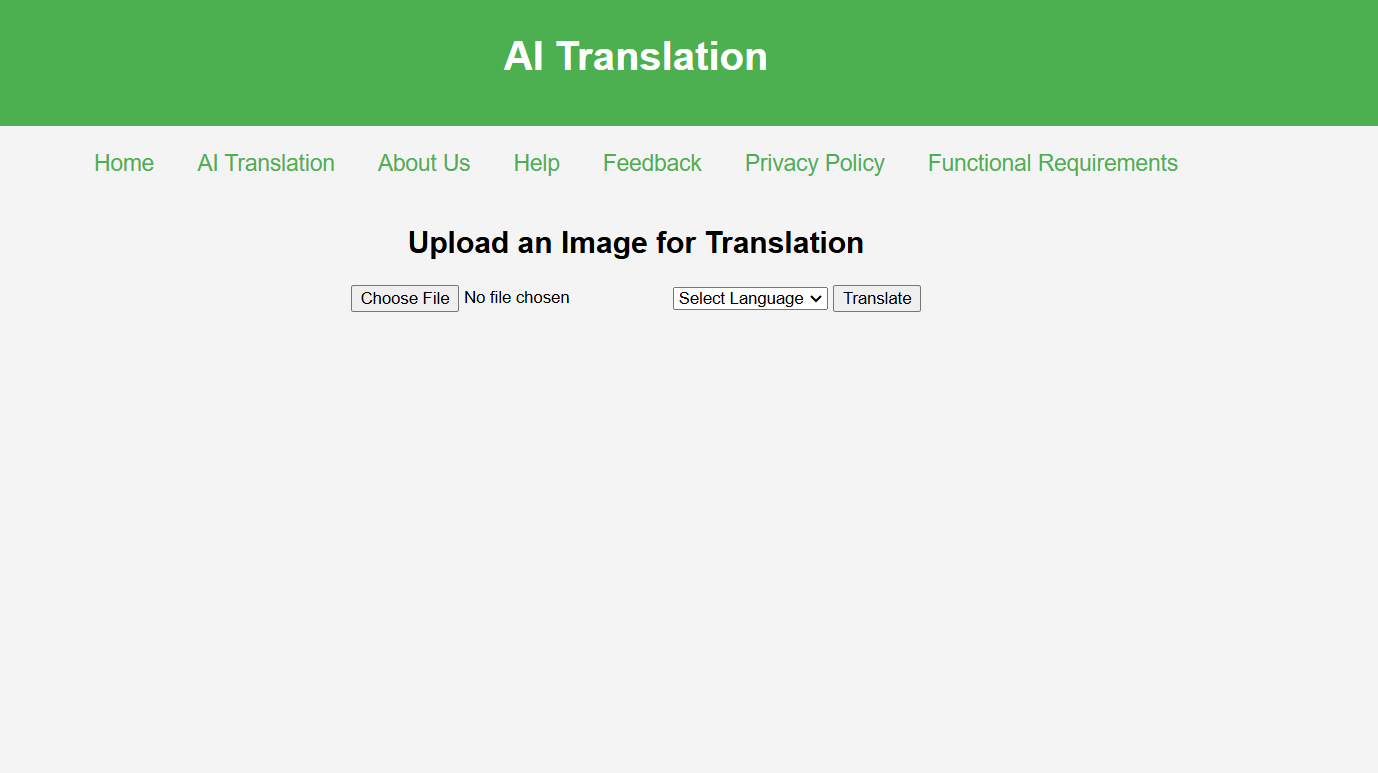 AI Translation
Home AI Translation About Us Help Feedback Privacy Policy Functional Requirements
Upload an Image for Translation
Choose File No file chosen Select Language Translate